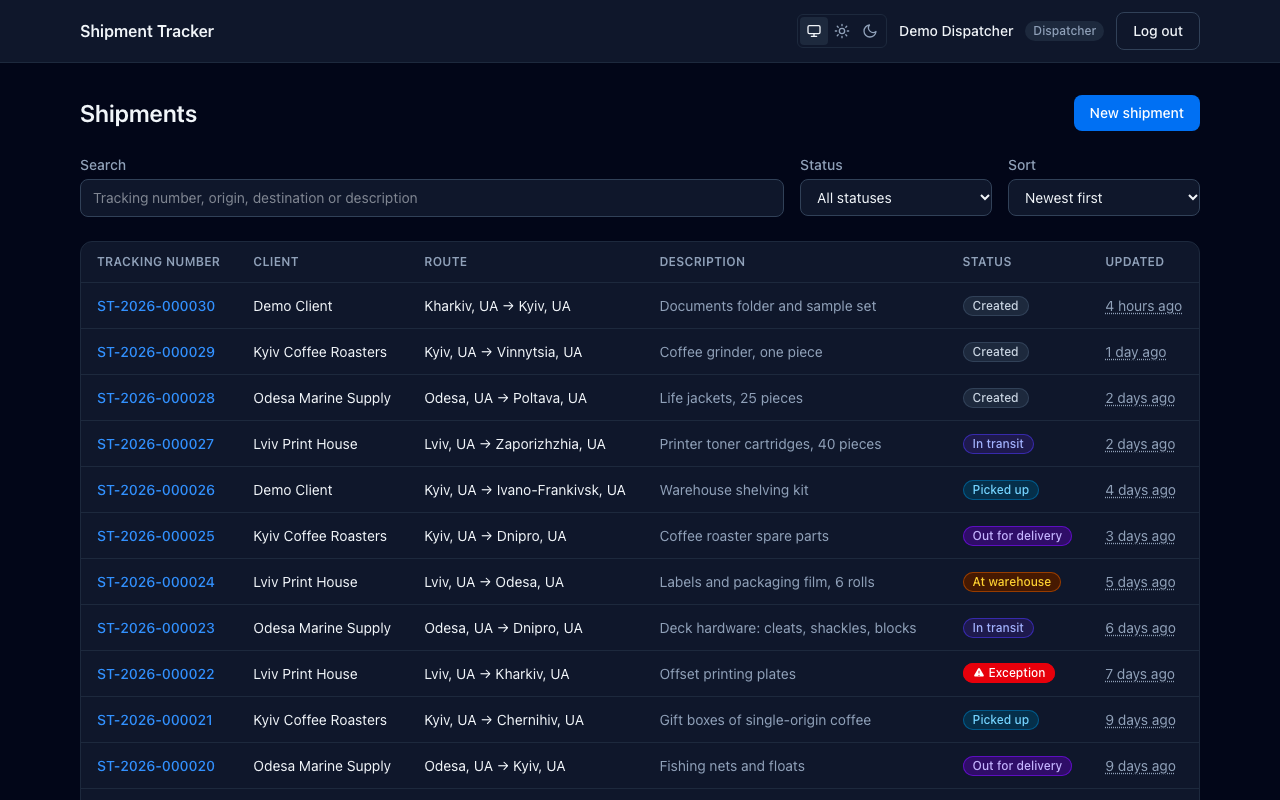 Shipment Tracker
Demo Dispatcher Dispatcher Log out
Shipments
New shipment
Search Status Sort
Tracking number, origin, destination or description All statuses Newest first
TRACKING NUMBER CLIENT ROUTE DESCRIPTION STATUS UPDATED
ST-2026-000030 Demo Client Kharkiv, UA → Kyiv, UA Documents folder and sample set Created 4 hours ago
ST-2026-000029 Kyiv Coffee Roasters Kyiv, UA → Vinnytsia, UA Coffee grinder, one piece Created 1 day ago
ST-2026-000028 Odesa Marine Supply Odesa, UA → Poltava, UA Life jackets, 25 pieces Created 2 days ago
ST-2026-000027 Lviv Print House Lviv, UA → Zaporizhzhia, UA Printer toner cartridges, 40 pieces In transit 2 days ago
ST-2026-000026 Demo Client Kyiv, UA → Ivano-Frankivsk, UA Warehouse shelving kit Picked up 4 days ago
ST-2026-000025 Kyiv Coffee Roasters Kyiv, UA → Dnipro, UA Coffee roaster spare parts Out for delivery 3 days ago
ST-2026-000024 Lviv Print House Lviv, UA → Odesa, UA Labels and packaging film, 6 rolls At warehouse 5 days ago
ST-2026-000023 Odesa Marine Supply Odesa, UA → Dnipro, UA Deck hardware: cleats, shackles, blocks In transit 6 days ago
ST-2026-000022 Lviv Print House Lviv, UA → Kharkiv, UA Offset printing plates Exception 7 days ago
ST-2026-000021 Kyiv Coffee Roasters Kyiv, UA → Chernihiv, UA Gift boxes of single-origin coffee Picked up 9 days ago
ST-2026-000020 Odesa Marine Supply Odesa, UA → Kyiv, UA Fishing nets and floats Out for delivery 9 days ago